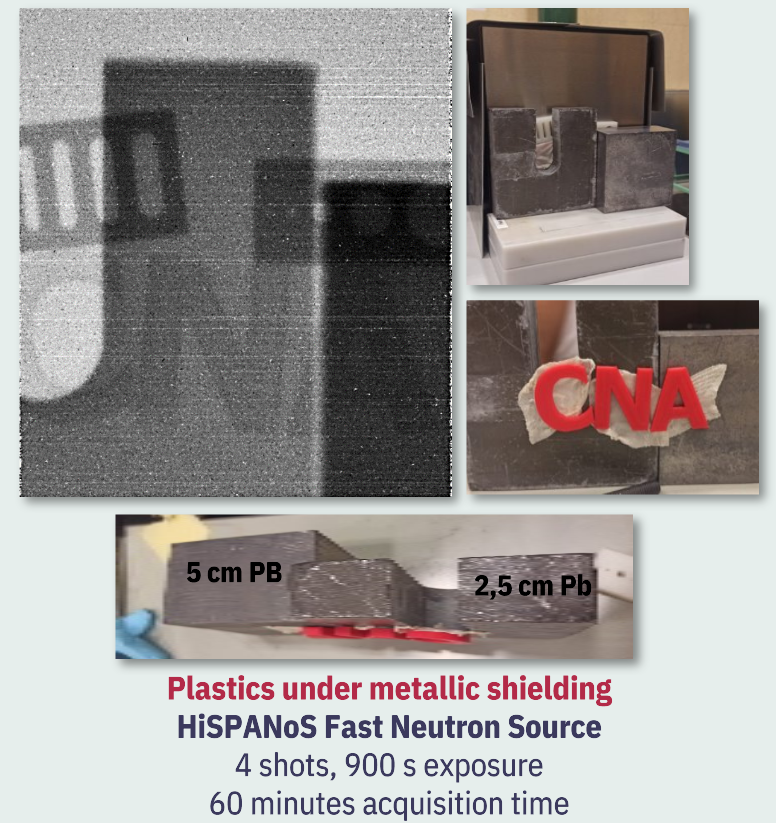 CNA
5 cm PB
2,5 cm Pb
Plastics under metallic shielding
HiSPANoS Fast Neutron Source
4 shots, 900 s exposure
60 minutes acquisition time